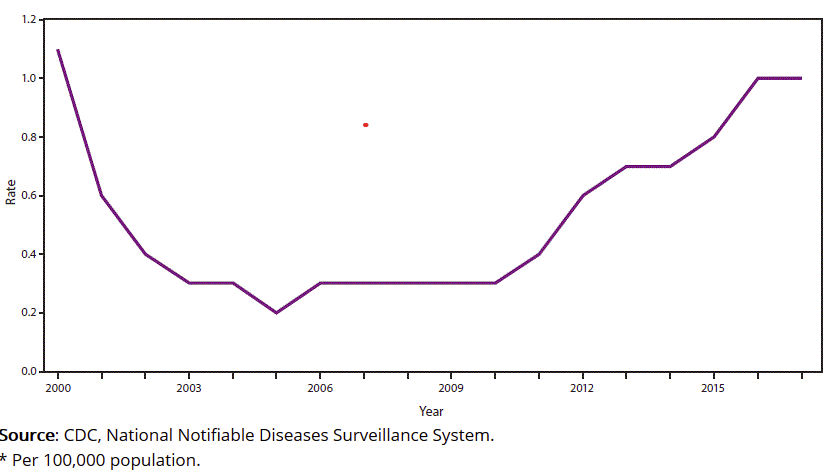 1.2
1.0
0.8
0.6
0.4
0.2
0.0
Rate
2000 2003 2006 2009 2012 2015
Year
Source: CDC, National Notifiable Diseases Surveillance System.
* Per 100,000 population.